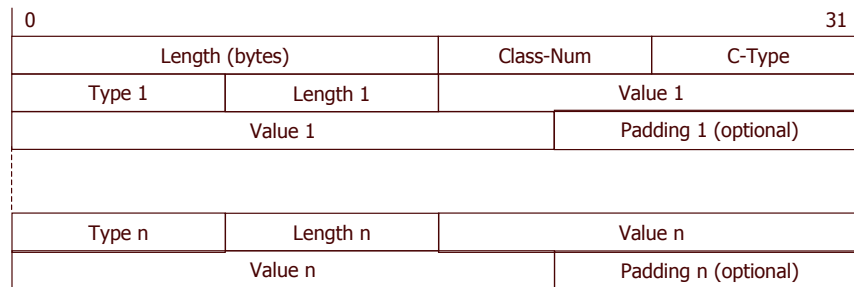 0 31
Length (bytes) Class-Num C-Type
Type 1 Length 1 Value 1
Value 1 Padding 1 (optional)
Type n Length n Value n
Value n Padding n (optional)